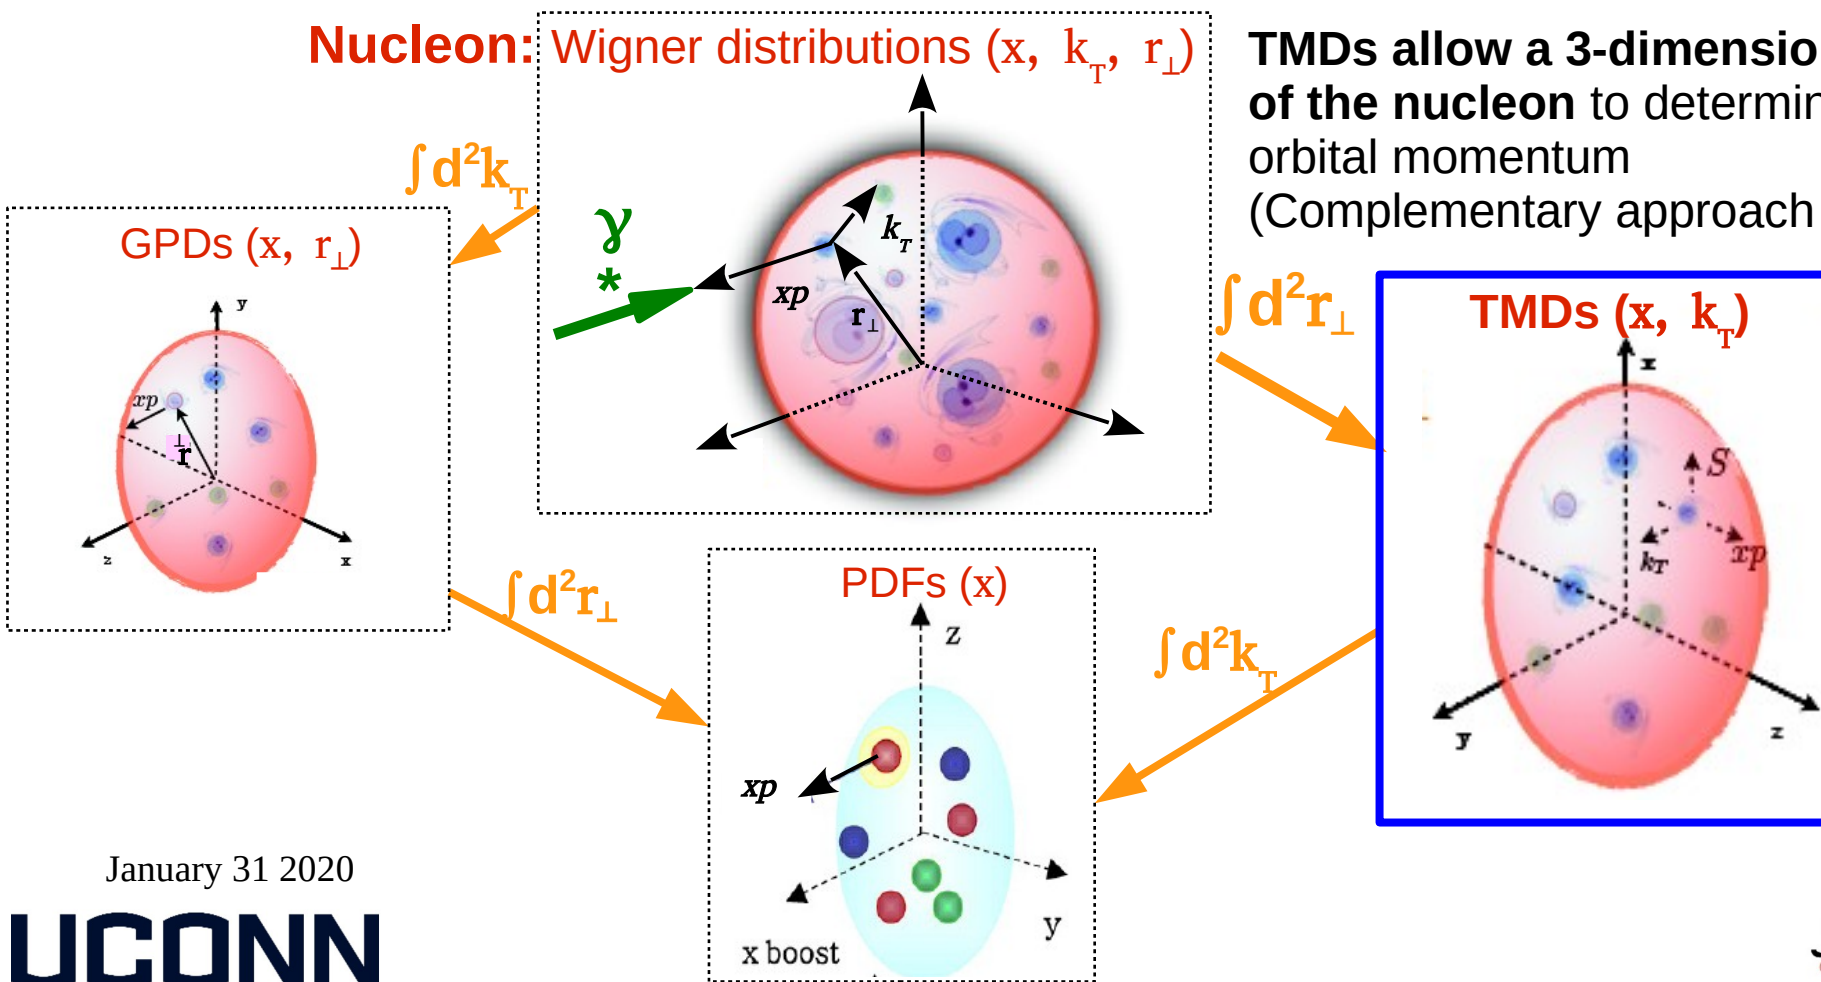 Nucleon: Wigner distributions (x, k_T, r_⊥)
TMDs allow a 3-dimensio
of the nucleon to determin
orbital momentum
(Complementary approach
∫d²k_T
γ
*
k_T
xp
r_⊥
GPDs (x, r_⊥)
y
xp
r_⊥
z
x
∫d²r_⊥
TMDs (x, k_T)
x
S
k_T
xp
y
z
∫d²r_⊥
PDFs (x)
z
xp
y
x boost
∫d²k_T
January 31 2020
UCONN